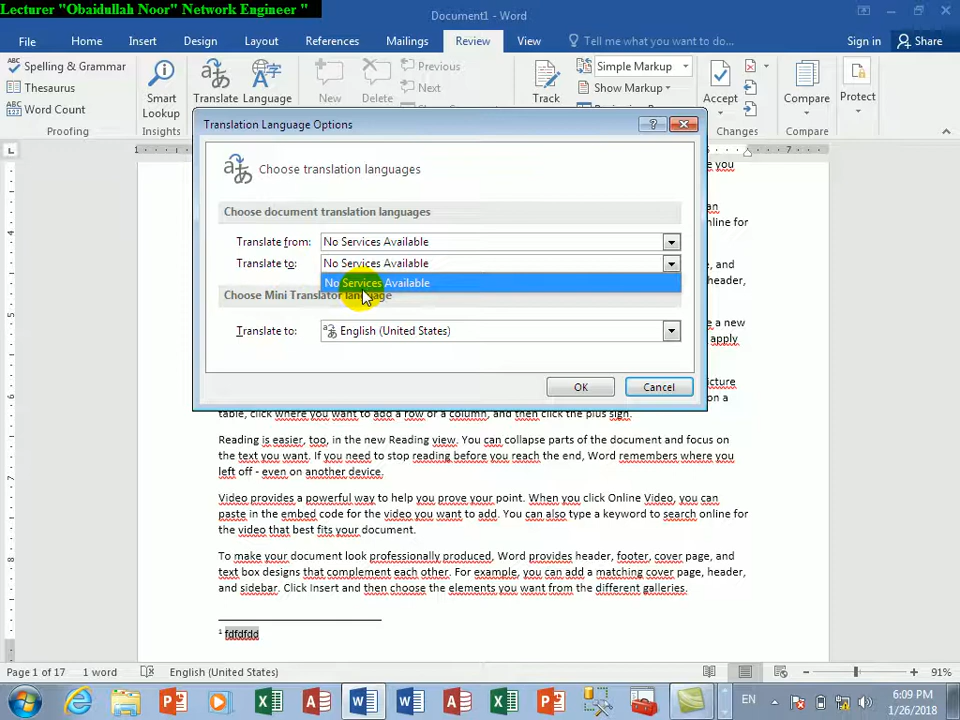 Lecturer "Obaidullah Noor" Network Engineer "
Document1 - Word
File Home Insert Design Layout References Mailings Review View Tell me what you want to do... Sign in Share
ABC Spelling & Grammar
Thesaurus
ABC 123 Word Count
Proofing
Smart Lookup
Insights
Translate
Language
New
Delete
Previous
Next
Track
Simple Markup
Show Markup
Accept
Changes
Compare
Compare
Protect
Translation Language Options
Choose translation languages
Choose document translation languages
Translate from: No Services Available
Translate to: No Services Available
No Services Available
Choose Mini Translator language
Translate to: English (United States)
OK Cancel
you
an
online for
e, and
header,
e a new
apply
picture
on a
table, click where you want to add a row or a column, and then click the plus sign.
Reading is easier, too, in the new Reading view. You can collapse parts of the document and focus on
the text you want. If you need to stop reading before you reach the end, Word remembers where you
left off - even on another device.
Video provides a powerful way to help you prove your point. When you click Online Video, you can
paste in the embed code for the video you want to add. You can also type a keyword to search online for
the video that best fits your document.
To make your document look professionally produced, Word provides header, footer, cover page, and
text box designs that complement each other. For example, you can add a matching cover page, header,
and sidebar. Click Insert and then choose the elements you want from the different galleries.
1 fdfdfdd
Page 1 of 17 1 word English (United States) 91%
EN
6:09 PM
1/26/2018